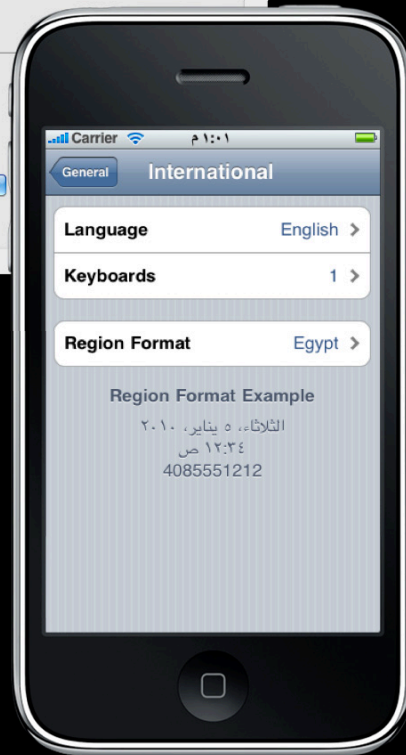 Carrier ١:٠١ م
General International
Language English
Keyboards 1
Region Format Egypt
Region Format Example
الثلاثاء، ٥ يناير، ٢٠١٠
١٢:٣٤ ص
4085551212